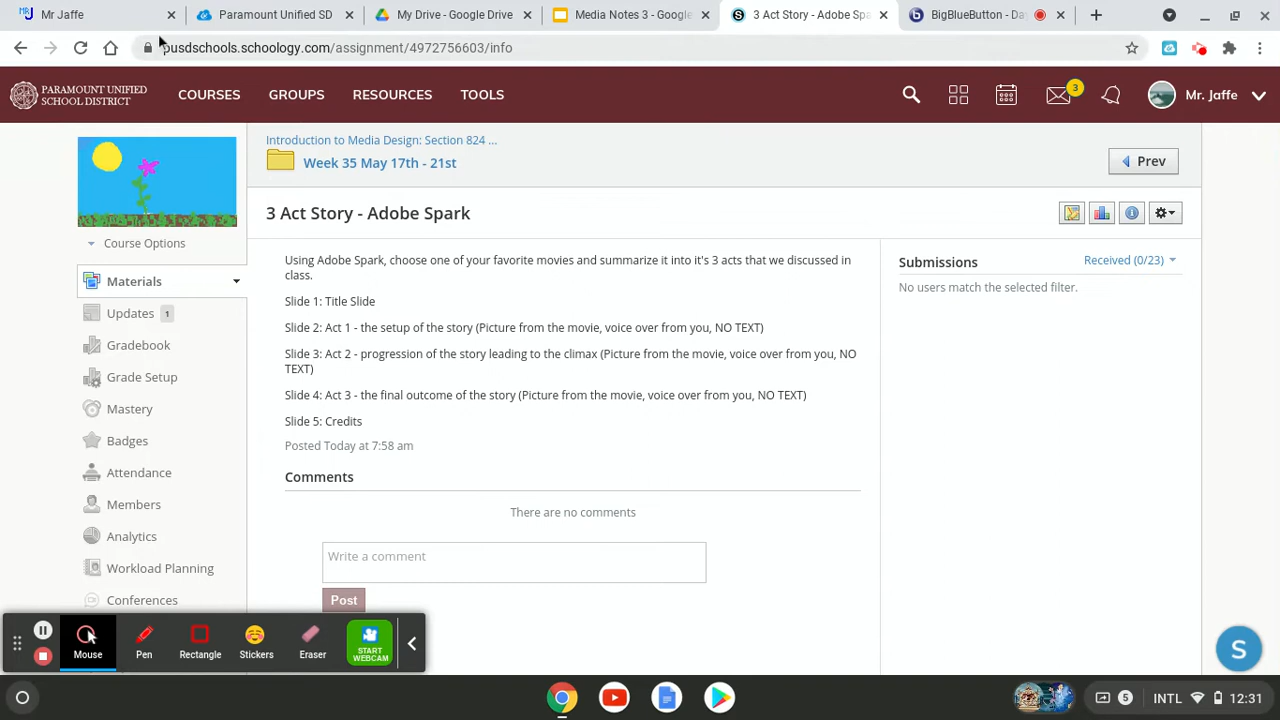 Mr Jaffe
Paramount Unified SD
My Drive - Google Drive
Media Notes 3 - Google
3 Act Story - Adobe Spa
BigBlueButton - Da
pusdschools.schoology.com/assignment/4972756603/info
PARAMOUNT UNIFIED
SCHOOL DISTRICT
COURSES
GROUPS
RESOURCES
TOOLS
3
Mr. Jaffe
Introduction to Media Design: Section 824 ...
Week 35 May 17th - 21st
Prev
3 Act Story - Adobe Spark
Course Options
Materials
Updates 1
Gradebook
Grade Setup
Mastery
Badges
Attendance
Members
Analytics
Workload Planning
Conferences
Using Adobe Spark, choose one of your favorite movies and summarize it into it's 3 acts that we discussed in
class.
Slide 1: Title Slide
Slide 2: Act 1 - the setup of the story (Picture from the movie, voice over from you, NO TEXT)
Slide 3: Act 2 - progression of the story leading to the climax (Picture from the movie, voice over from you, NO
TEXT)
Slide 4: Act 3 - the final outcome of the story (Picture from the movie, voice over from you, NO TEXT)
Slide 5: Credits
Posted Today at 7:58 am
Comments
There are no comments
Write a comment
Post
Submissions
Received (0/23)
No users match the selected filter.
Mouse
Pen
Rectangle
Stickers
Eraser
START
WEBCAM
S
5
INTL
12:31